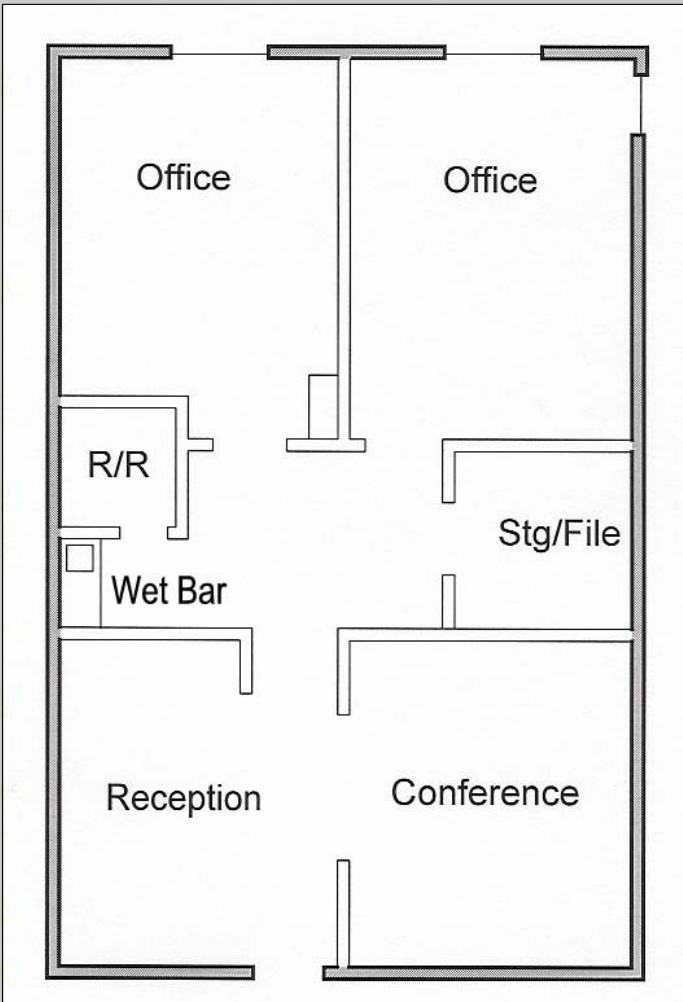 Office
Office
R/R
Stg/File
Wet Bar
Reception
Conference